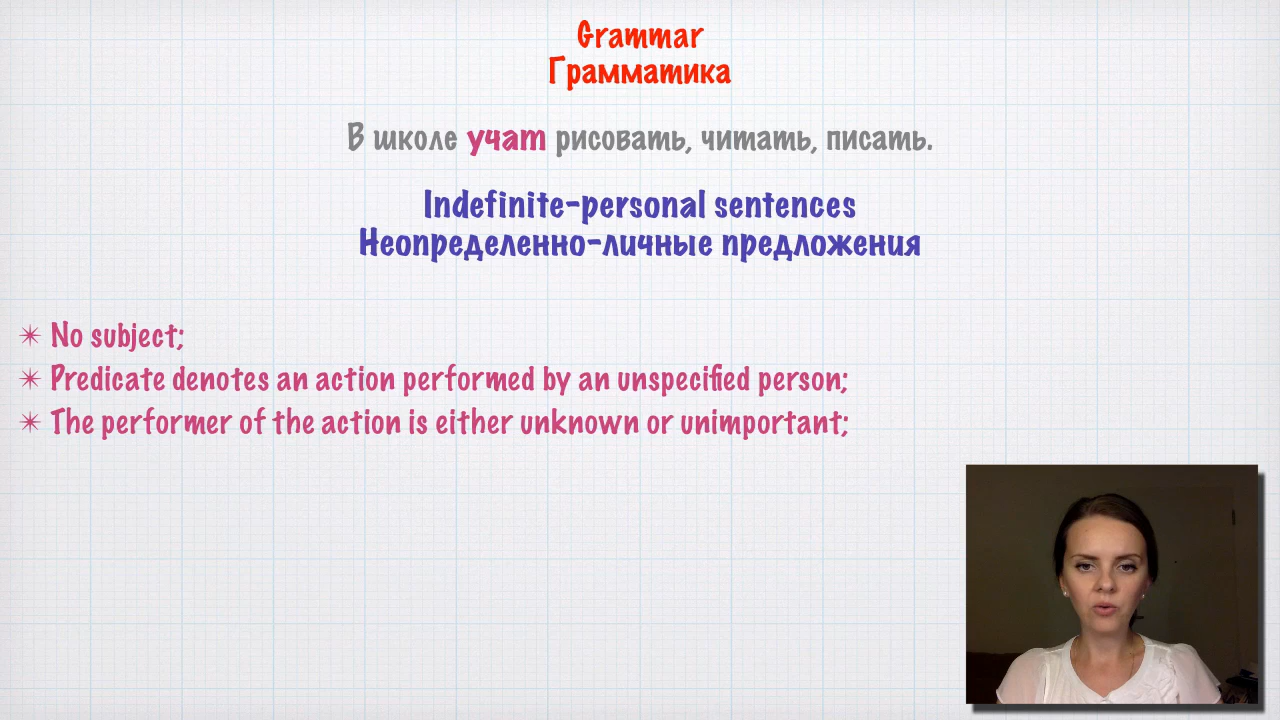 Grammar
Грамматика
В школе учат рисовать, читать, писать.
Indefinite-personal sentences
Неопределенно-личные предложения
✴ No subject;
✴ Predicate denotes an action performed by an unspecified person;
✴ The performer of the action is either unknown or unimportant;